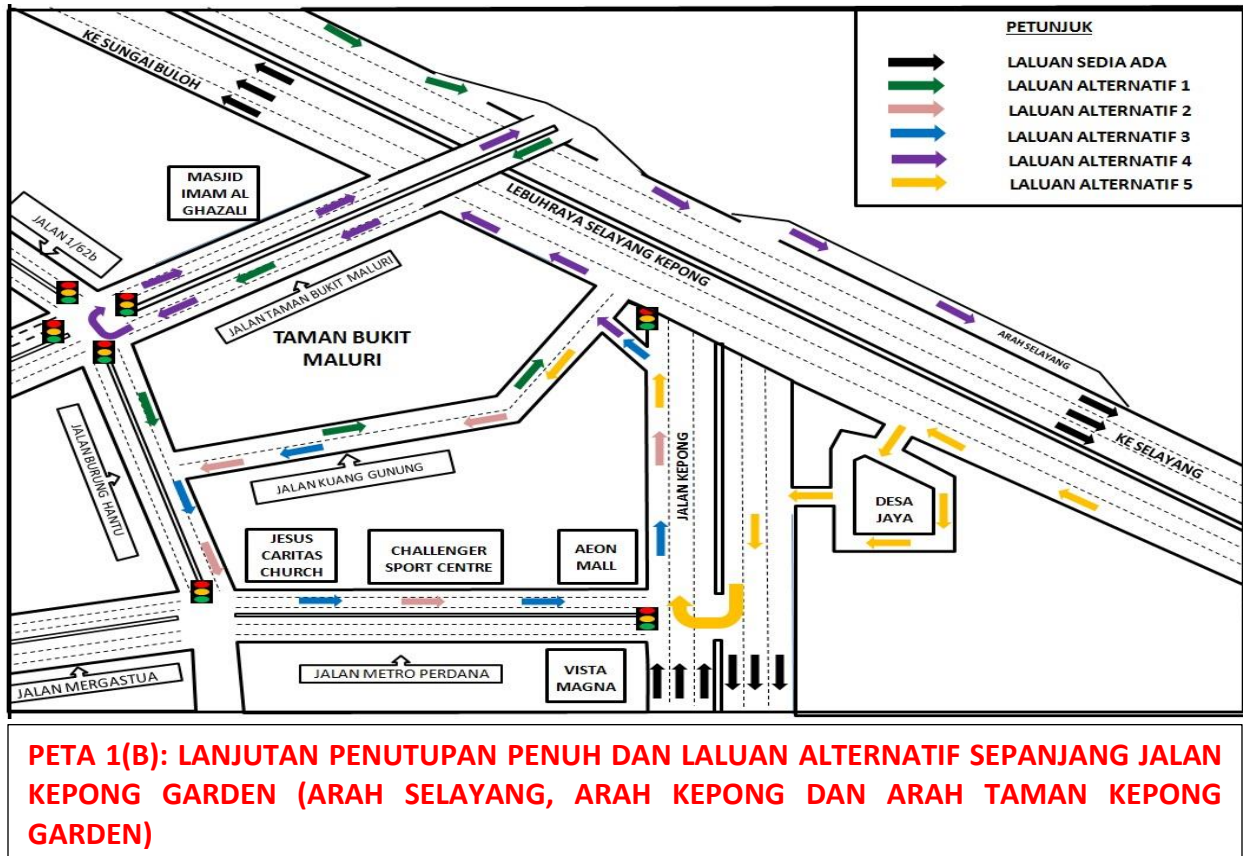 PETUNJUK
LALUAN SEDIA ADA
LALUAN ALTERNATIF 1
LALUAN ALTERNATIF 2
LALUAN ALTERNATIF 3
LALUAN ALTERNATIF 4
LALUAN ALTERNATIF 5
KE SUNGAI BULOH
MASJID
IMAM AL
GHAZALI
JALAN 1/62b
LEBUHRAYA SELAYANG KEPONG
JALAN TAMAN BUKIT MALURI
TAMAN BUKIT
MALURI
ARAH SELAYANG
KE SELAYANG
JALAN BURUNG HANTU
JALAN KUANG GUNUNG
JALAN KEPONG
DESA
JAYA
JESUS
CARITAS
CHURCH
CHALLENGER
SPORT CENTRE
AEON
MALL
JALAN MERGASTUA
JALAN METRO PERDANA
VISTA
MAGNA
PETA 1(B): LANJUTAN PENUTUPAN PENUH DAN LALUAN ALTERNATIF SEPANJANG JALAN
KEPONG GARDEN (ARAH SELAYANG, ARAH KEPONG DAN ARAH TAMAN KEPONG
GARDEN)